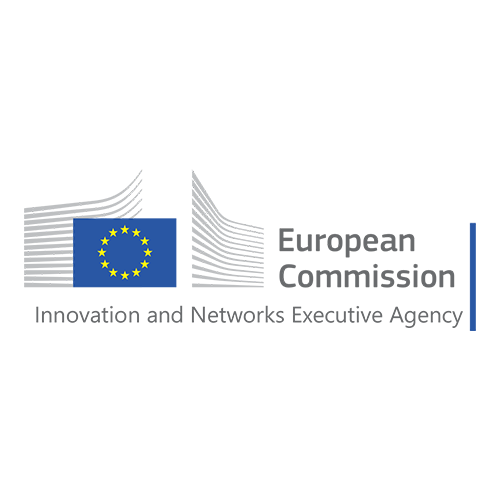 European
Commission
Innovation and Networks Executive Agency